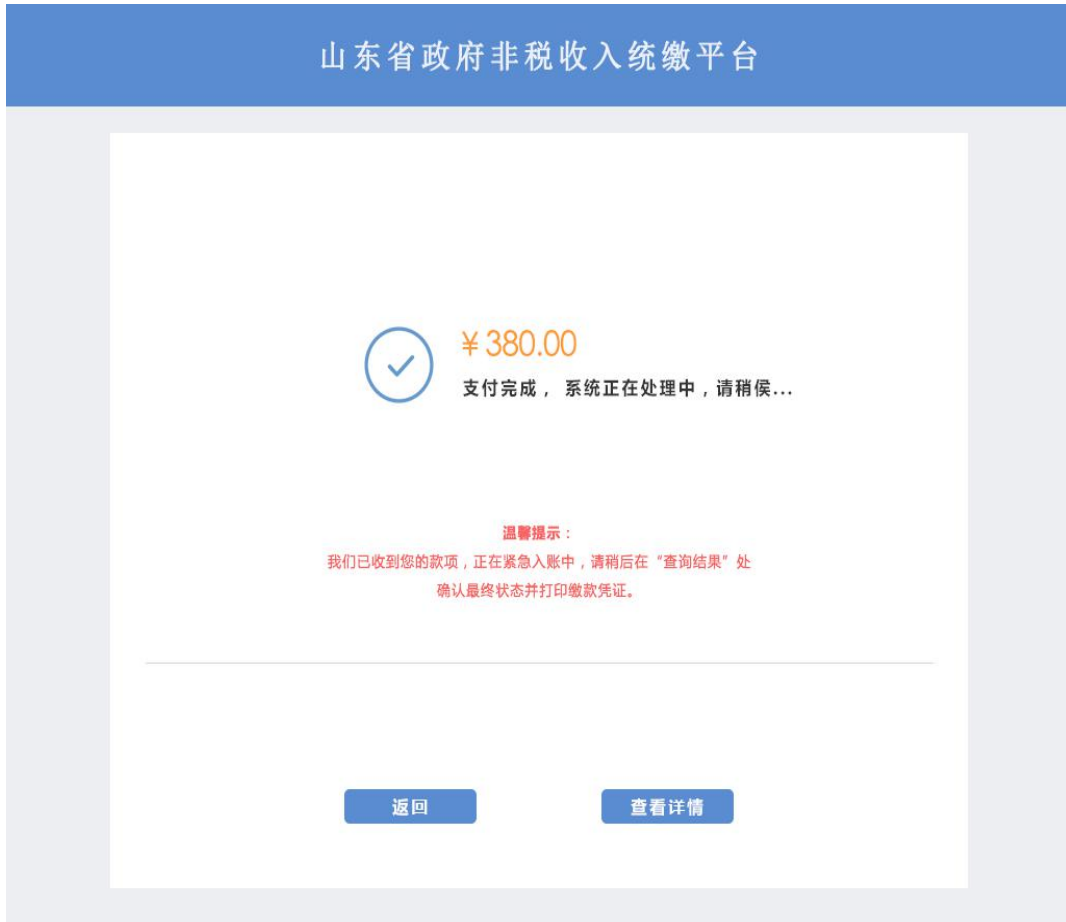 山东省政府非税收入统缴平台
¥380.00
支付完成，系统正在处理中，请稍侯...
温馨提示：
我们已收到您的款项，正在紧急入账中，请稍后在“查询结果”处
确认最终状态并打印缴款凭证。
返回
查看详情